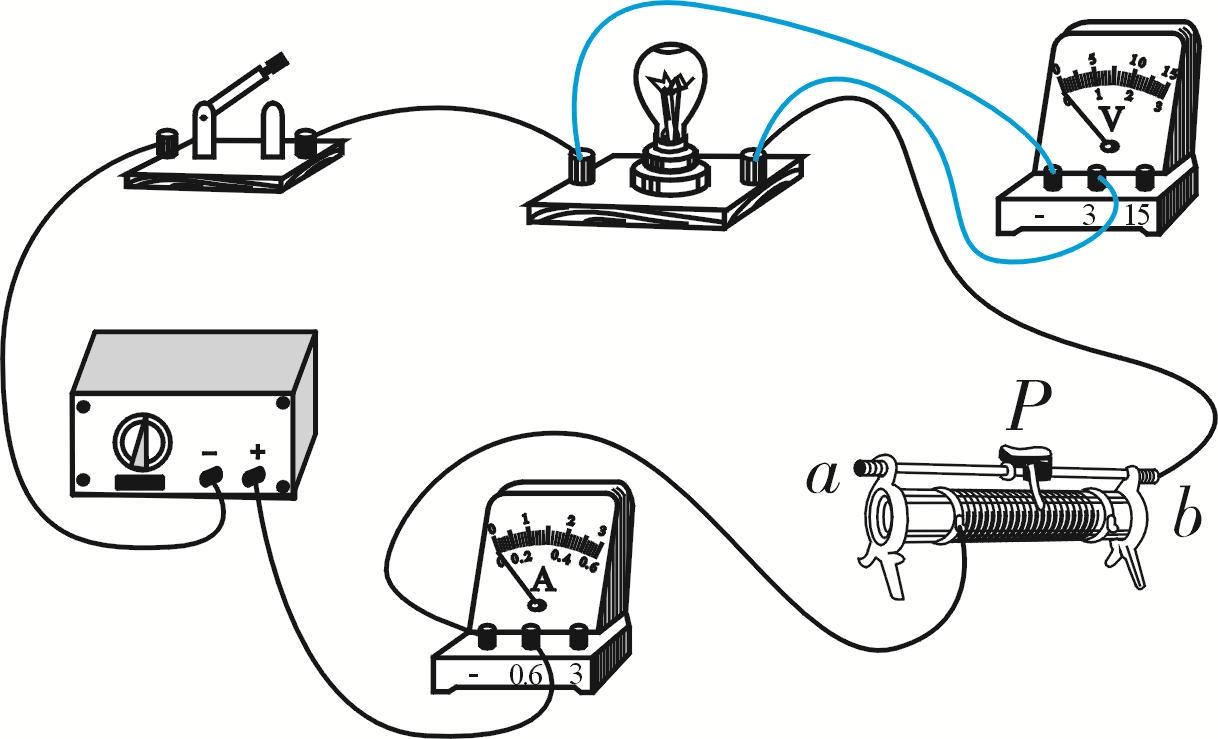 0 5 10 15
0 1 2 3
V
- 3 15
P
a
b
- +
0 1 2 3
0 0.2 0.4 0.6
A
- 0.6 3